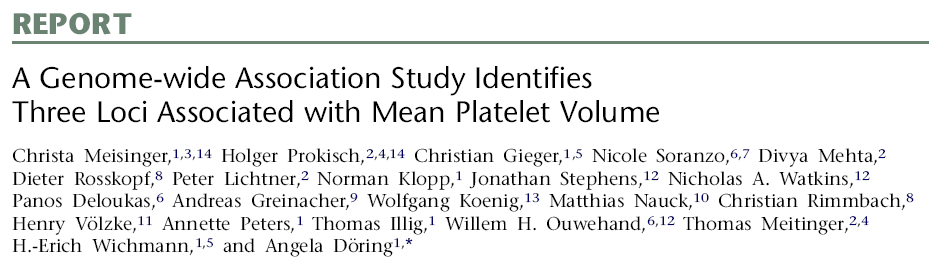 REPORT
A Genome-wide Association Study Identifies
Three Loci Associated with Mean Platelet Volume
Christa Meisinger,1,3,14 Holger Prokisch,2,4,14 Christian Gieger,1,5 Nicole Soranzo,6,7 Divya Mehta,2
Dieter Rosskopf,8 Peter Lichtner,2 Norman Klopp,1 Jonathan Stephens,12 Nicholas A. Watkins,12
Panos Deloukas,6 Andreas Greinacher,9 Wolfgang Koenig,13 Matthias Nauck,10 Christian Rimmbach,8
Henry Völzke,11 Annette Peters,1 Thomas Illig,1 Willem H. Ouwehand,6,12 Thomas Meitinger,2,4
H.-Erich Wichmann,1,5 and Angela Döring1,*